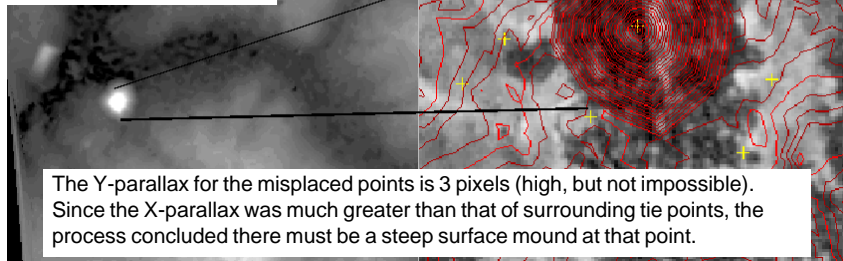 The Y-parallax for the misplaced points is 3 pixels (high, but not impossible).
Since the X-parallax was much greater than that of surrounding tie points, the
process concluded there must be a steep surface mound at that point.